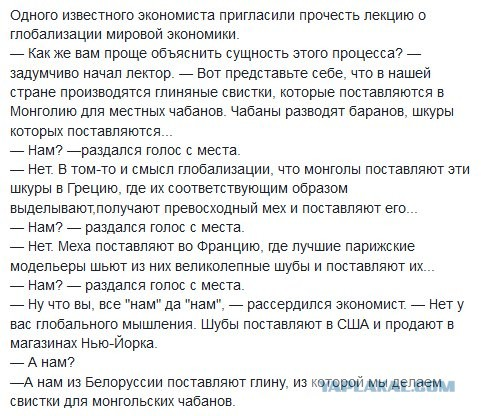 Одного известного экономиста пригласили прочесть лекцию о
глобализации мировой экономики.
— Как же вам проще объяснить сущность этого процесса? —
задумчиво начал лектор. — Вот представьте себе, что в нашей
стране производятся глиняные свистки, которые поставляются в
Монголию для местных чабанов. Чабаны разводят баранов, шкуры
которых поставляются...
— Нам? —раздался голос с места.
— Нет. В том-то и смысл глобализации, что монголы поставляют эти
шкуры в Грецию, где их соответствующим образом
выделывают,получают превосходный мех и поставляют его...
— Нам? — раздался голос с места.
— Нет. Меха поставляют во Францию, где лучшие парижские
модельеры шьют из них великолепные шубы и поставляют их...
— Нам? — раздался голос с места.
— Ну что вы, все "нам" да "нам", — рассердился экономист. — Нет у
вас глобального мышления. Шубы поставляют в США и продают в
магазинах Нью-Йорка.
— А нам?
—А нам из Белоруссии поставляют глину, из которой мы делаем
свистки для монгольских чабанов.
YAPLAKAL.COM